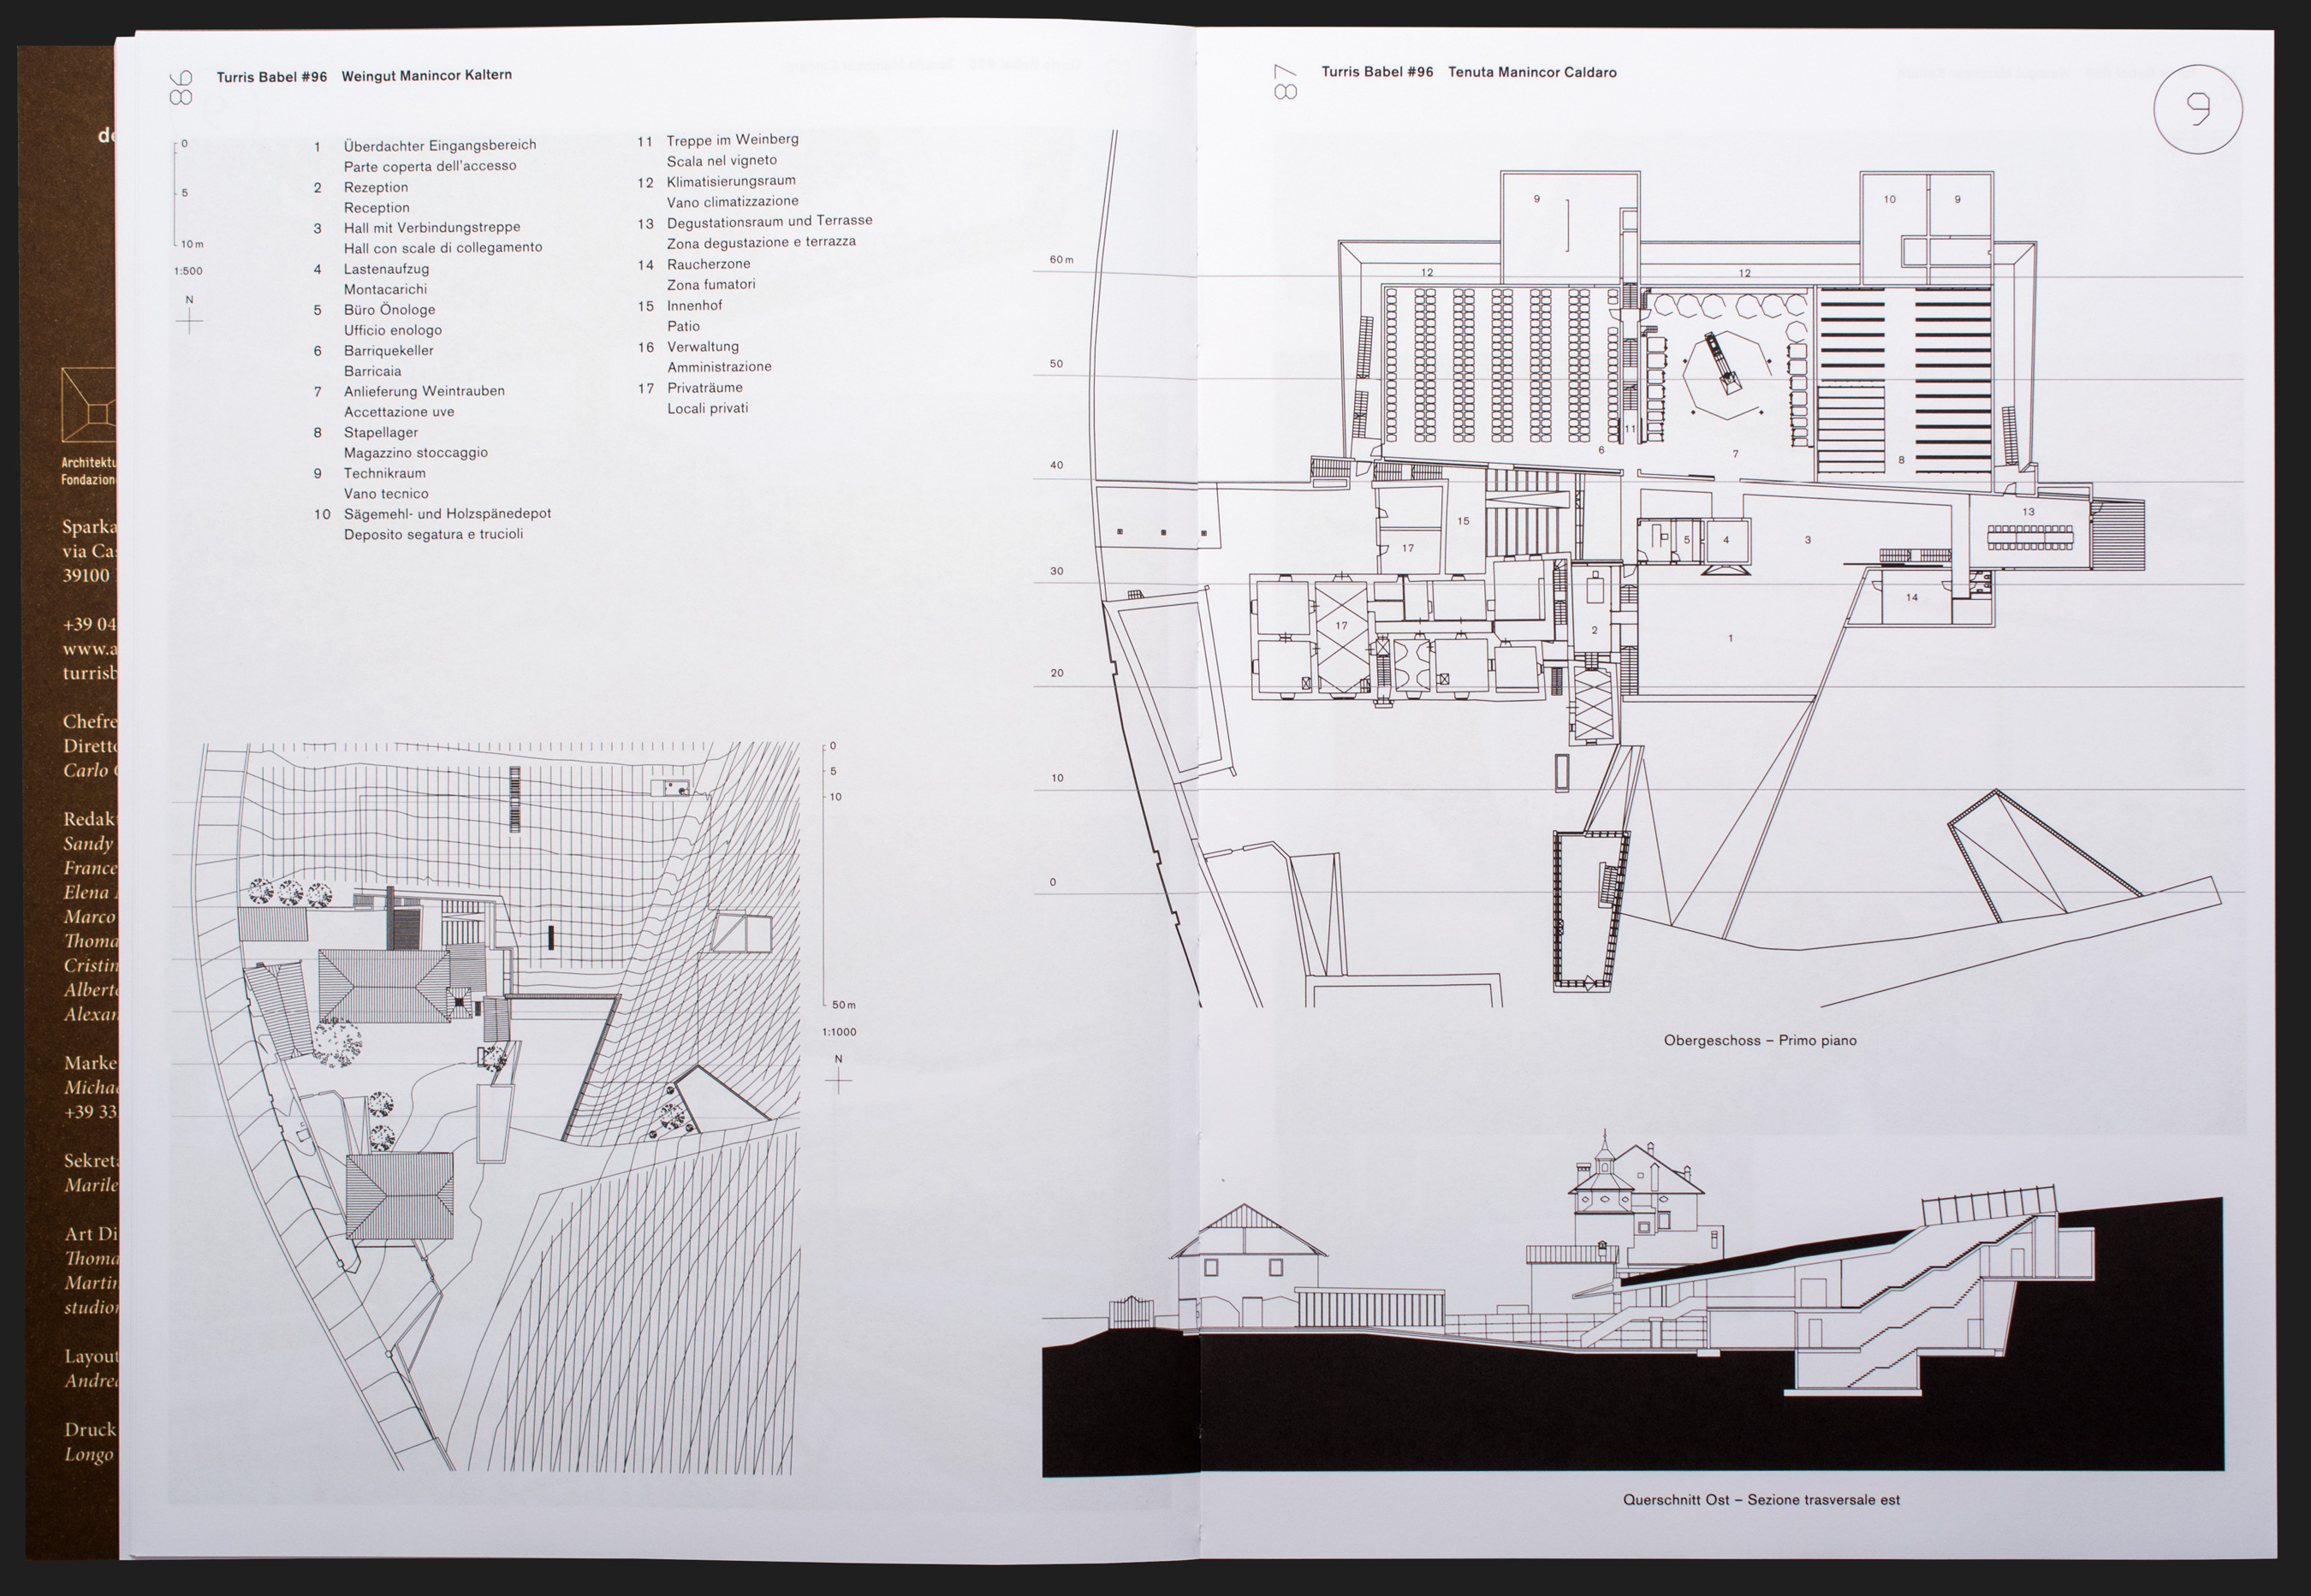 Architektu
Fondazion
Sparka
via Ca
39100
+39 04
www.a
turrisb
Chefre
Diretto
Carlo
Redak
Sandy
France
Elena
Marco
Thoma
Cristin
Alberto
Alexan
Marke
Michae
+39 33
Sekreta
Marile
Art Di
Thoma
Martin
studio
Layout
Andrea
Druck
Longo
86
Turris Babel #96 Weingut Manincor Kaltern
0
5
10 m
1:500
N
1 Überdachter Eingangsbereich
Parte coperta dell'accesso
2 Rezeption
Reception
3 Hall mit Verbindungstreppe
Hall con scale di collegamento
4 Lastenaufzug
Montacarichi
5 Büro Önologe
Ufficio enologo
6 Barriquekeller
Barricaia
7 Anlieferung Weintrauben
Accettazione uve
8 Stapellager
Magazzino stoccaggio
9 Technikraum
Vano tecnico
10 Sägemehl- und Holzspänedepot
Deposito segatura e trucioli
11 Treppe im Weinberg
Scala nel vigneto
12 Klimatisierungsraum
Vano climatizzazione
13 Degustationsraum und Terrasse
Zona degustazione e terrazza
14 Raucherzone
Zona fumatori
15 Innenhof
Patio
16 Verwaltung
Amministrazione
17 Privaträume
Locali privati
0
5
10
50 m
1:1000
N
87
Turris Babel #96 Tenuta Manincor Caldaro
9
60 m
50
40
30
20
10
0
9
10
9
12
12
11
6
7
8
15
17
5
4
3
13
17
2
1
14
Obergeschoss – Primo piano
Querschnitt Ost – Sezione trasversale est